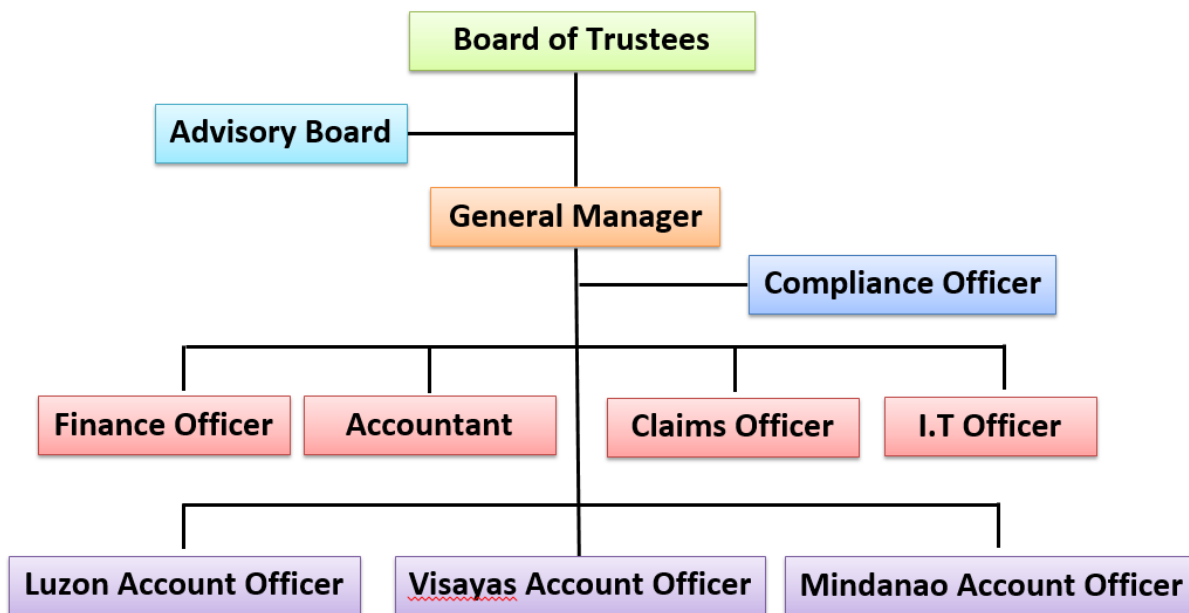 Board of Trustees
Advisory Board
General Manager
Compliance Officer
Finance Officer
Accountant
Claims Officer
I.T Officer
Luzon Account Officer
Visayas Account Officer
Mindanao Account Officer